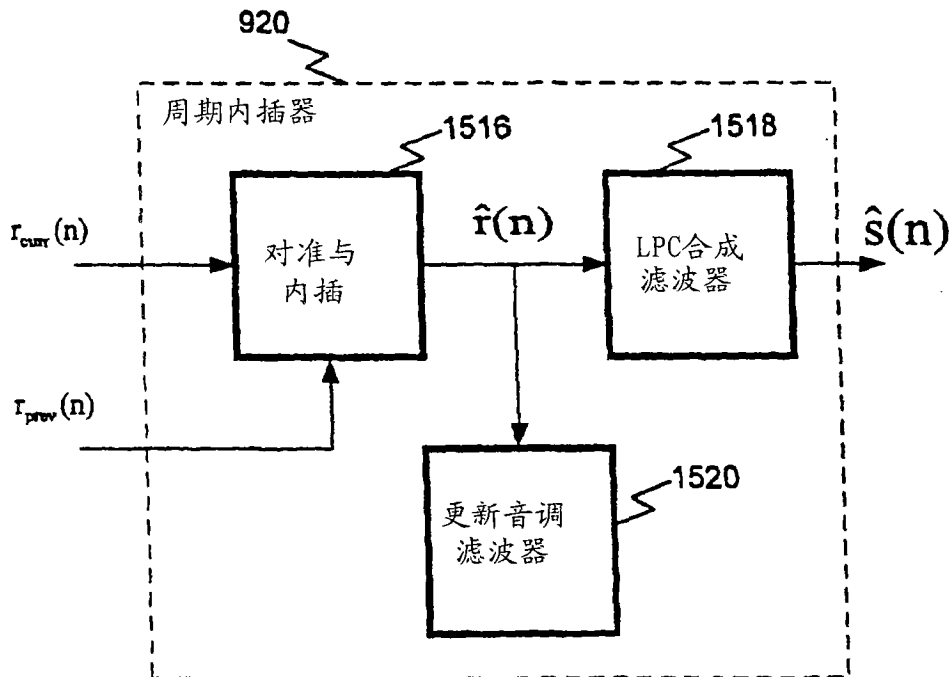 920
周期内插器
1516
1518
r_curr(n)
对准与
内插
r̂(n)
LPC合成
滤波器
ŝ(n)
r_prev(n)
1520
更新音调
滤波器